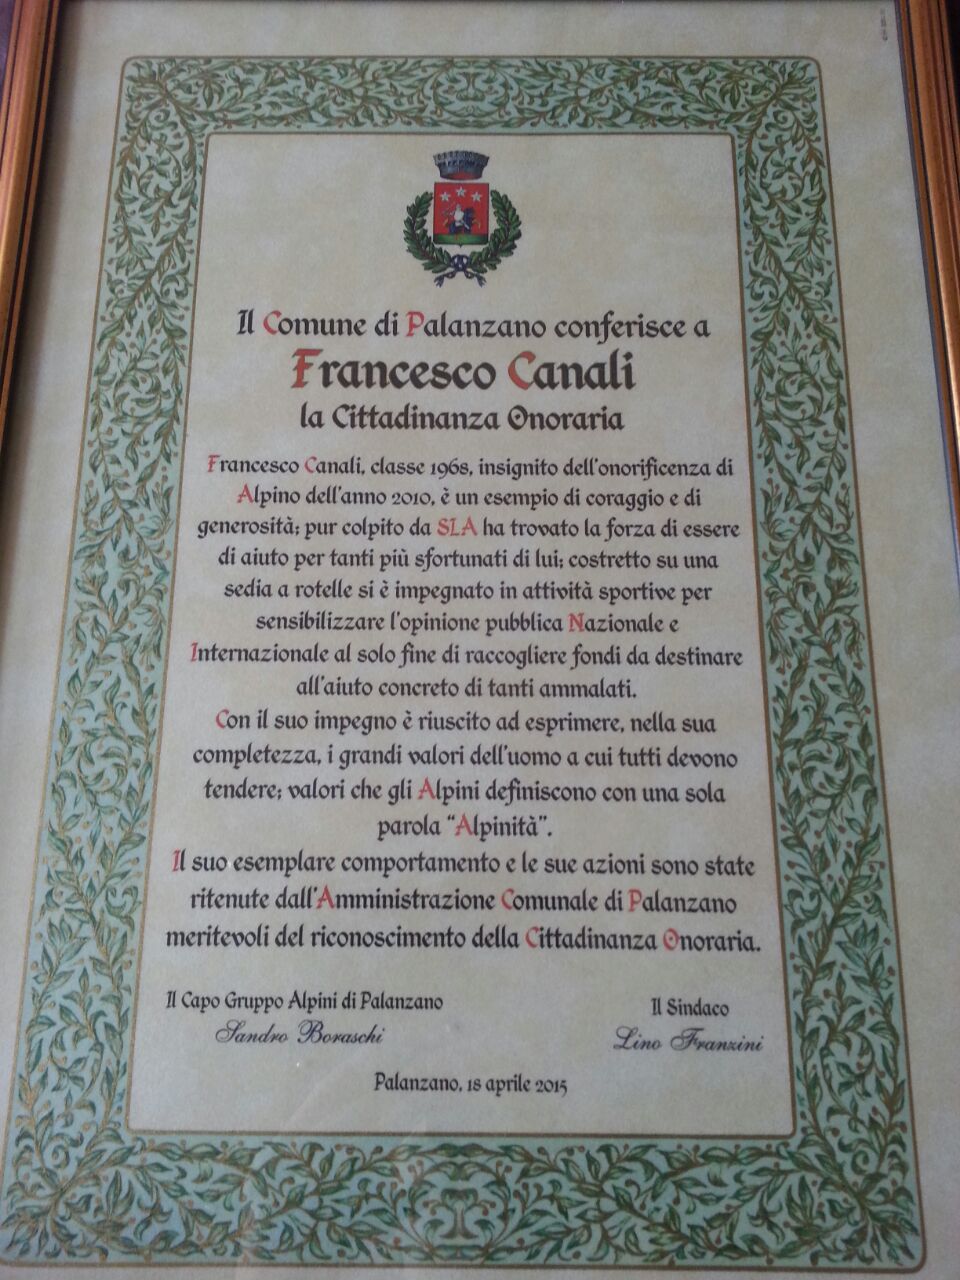 Il Comune di Palanzano conferisce a
Francesco Canali
la Cittadinanza Onoraria
Francesco Canali, classe 1968, insignito dell'onorificenza di
Alpino dell'anno 2010, è un esempio di coraggio e di
generosità; pur colpito da SLA ha trovato la forza di essere
di aiuto per tanti più sfortunati di lui; costretto su una
sedia a rotelle si è impegnato in attività sportive per
sensibilizzare l'opinione pubblica Nazionale e
Internazionale al solo fine di raccogliere fondi da destinare
all'aiuto concreto di tanti ammalati.
Con il suo impegno è riuscito ad esprimere, nella sua
completezza, i grandi valori dell'uomo a cui tutti devono
tendere; valori che gli Alpini definiscono con una sola
parola “Alpinità”.
Il suo esemplare comportamento e le sue azioni sono state
ritenute dall'Amministrazione Comunale di Palanzano
meritevoli del riconoscimento della Cittadinanza Onoraria.
Il Capo Gruppo Alpini di Palanzano
Sandro Boraschi
Il Sindaco
Lino Franzini
Palanzano, 18 aprile 2015